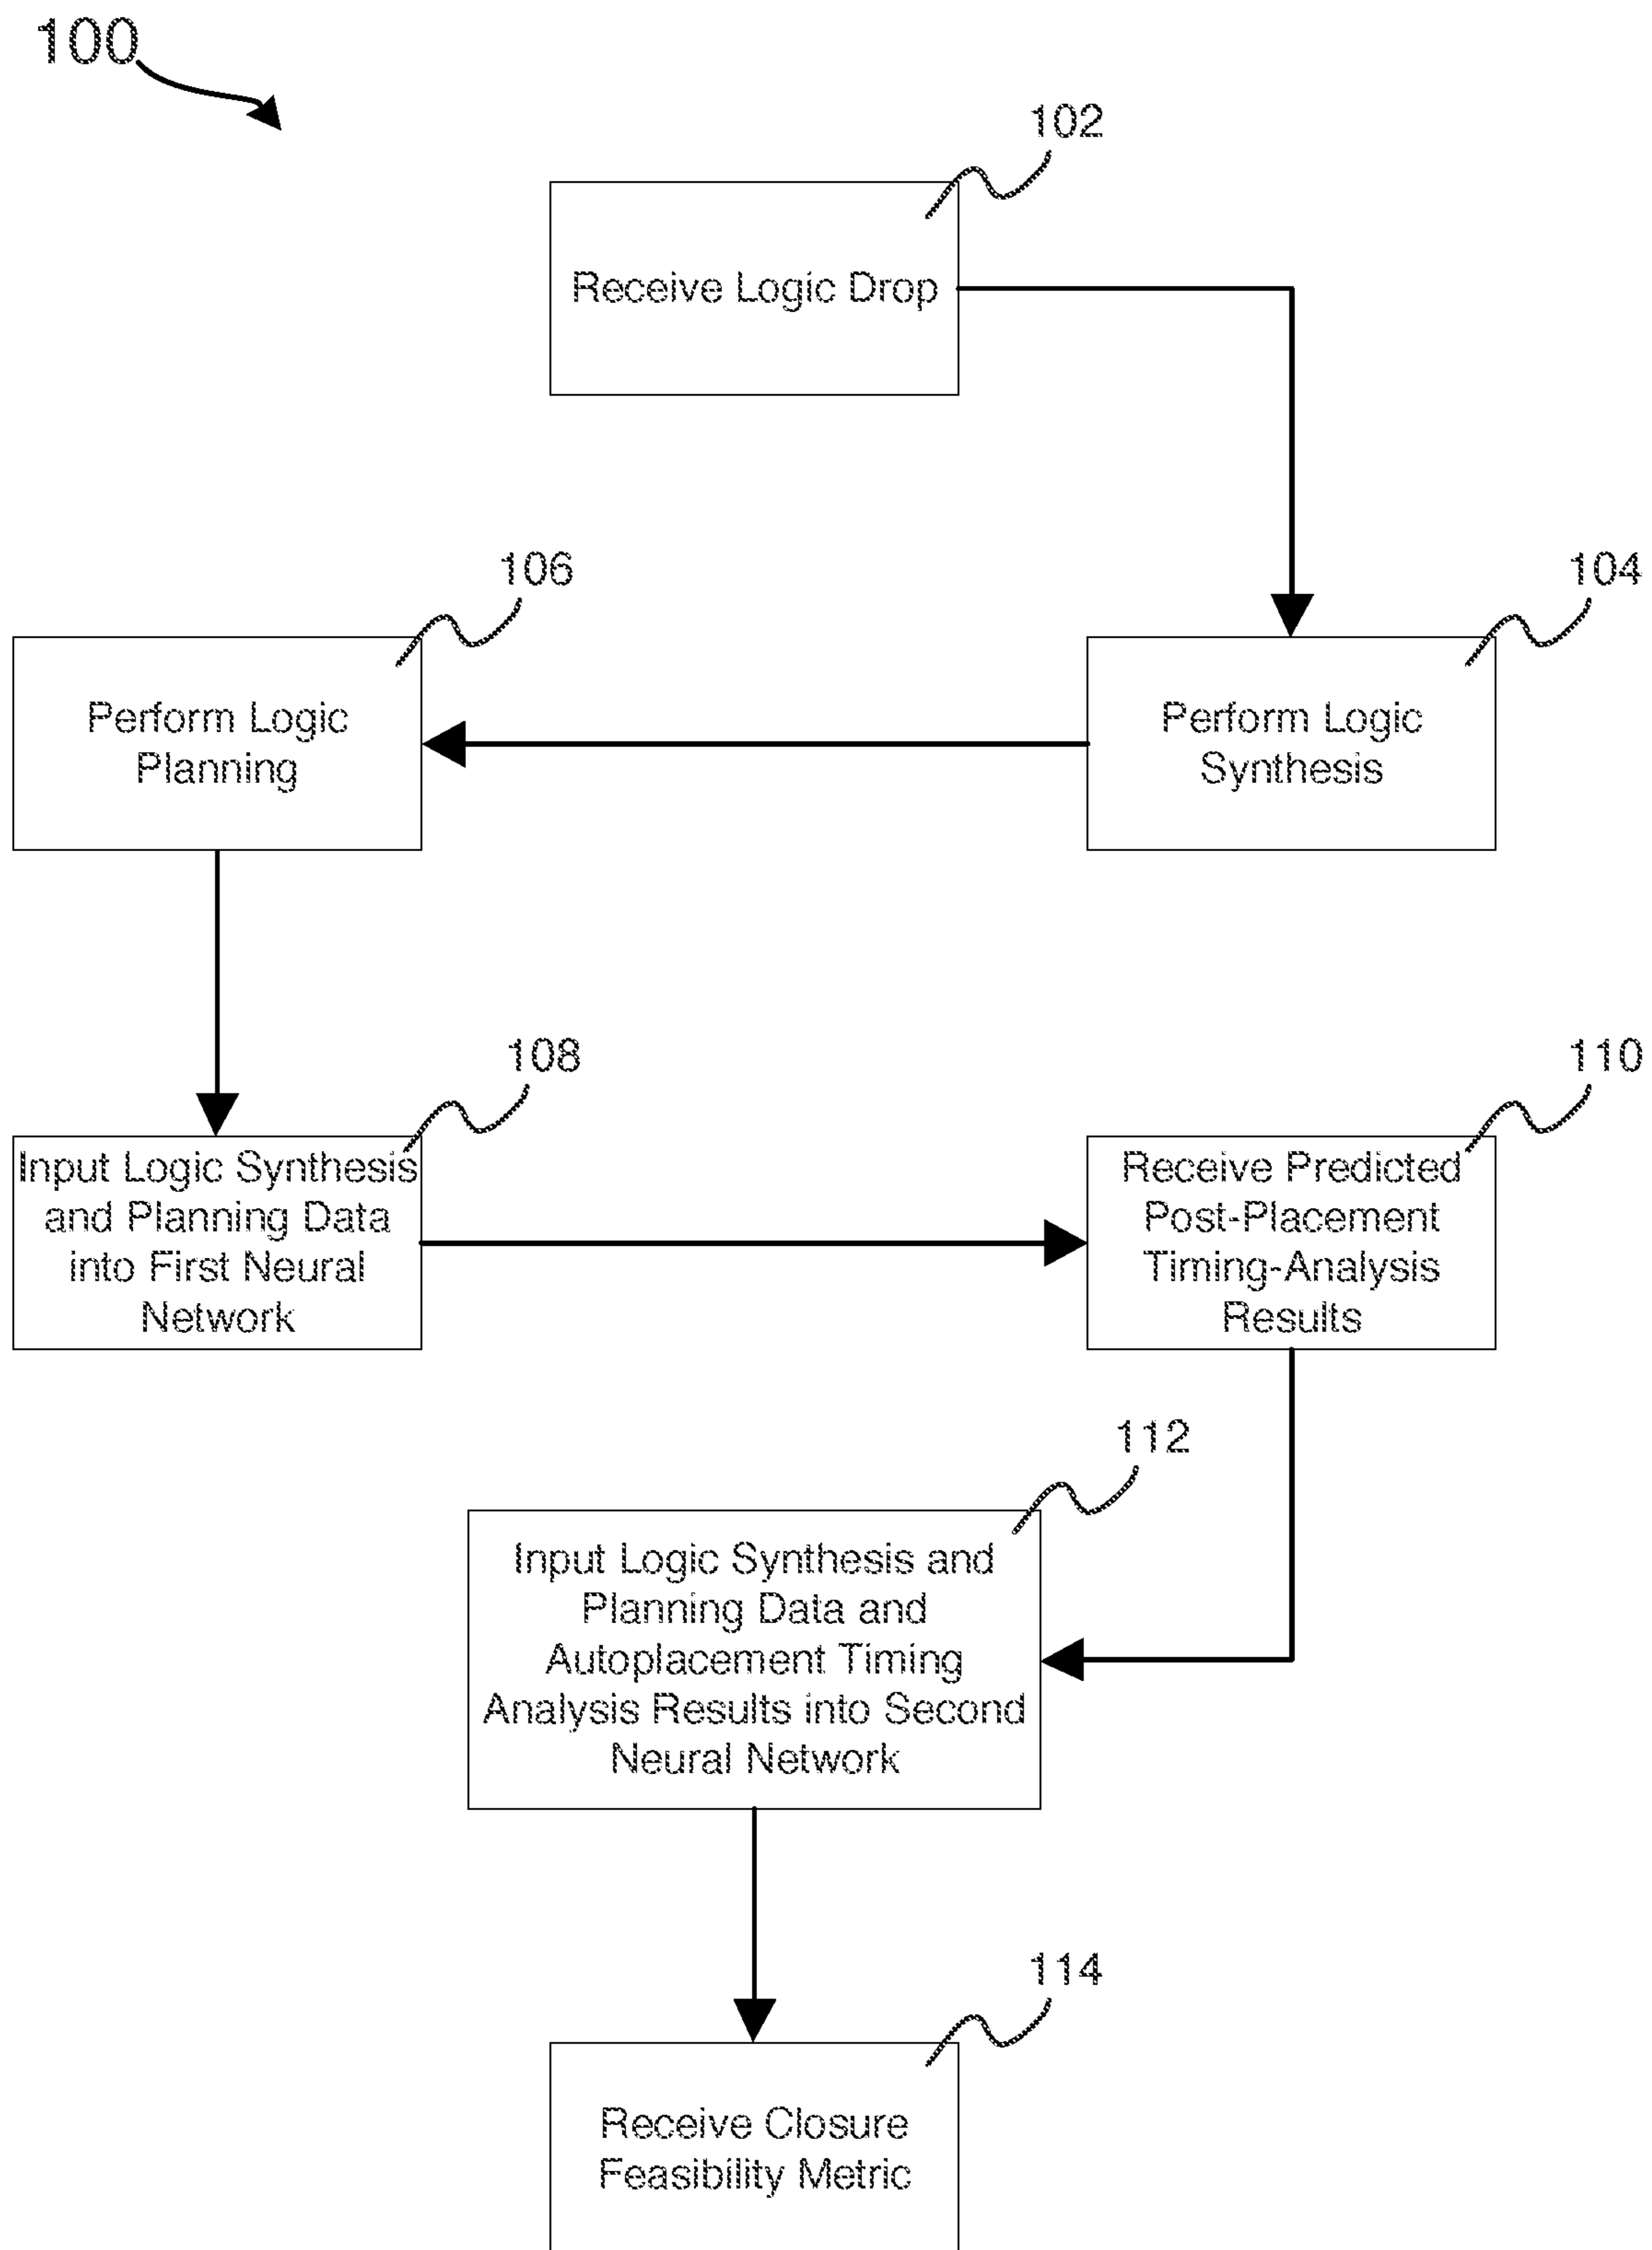 100
102
Receive Logic Drop
106
104
Perform Logic
Planning
Perform Logic
Synthesis
108
110
Input Logic Synthesis
and Planning Data
into First Neural
Network
Receive Predicted
Post-Placement
Timing-Analysis
Results
112
Input Logic Synthesis and
Planning Data and
Autoplacement Timing
Analysis Results into Second
Neural Network
114
Receive Closure
Feasibility Metric